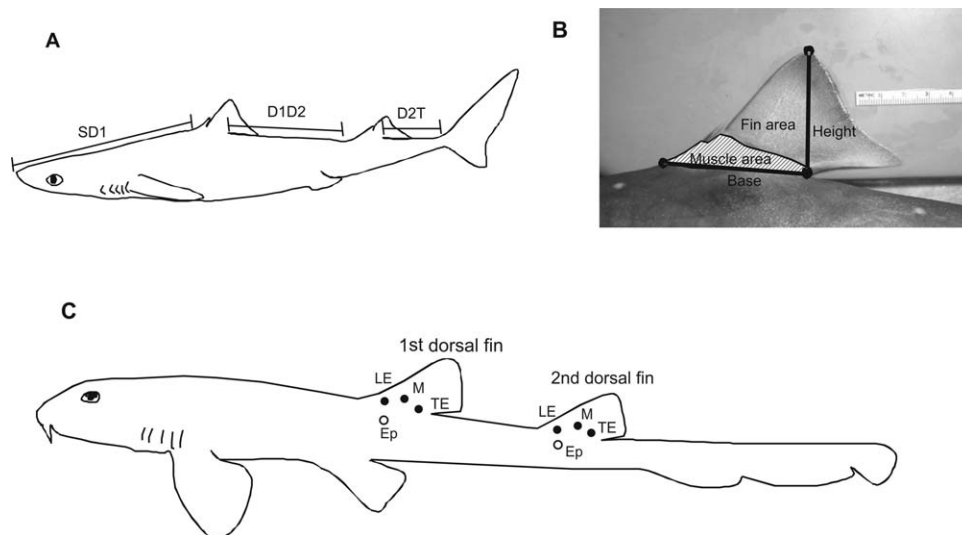 A
SD1
D1D2
D2T
B
Fin area
Height
Muscle area
Base
C
1st dorsal fin
LE
M
TE
Ep
2nd dorsal fin
LE
M
TE
Ep